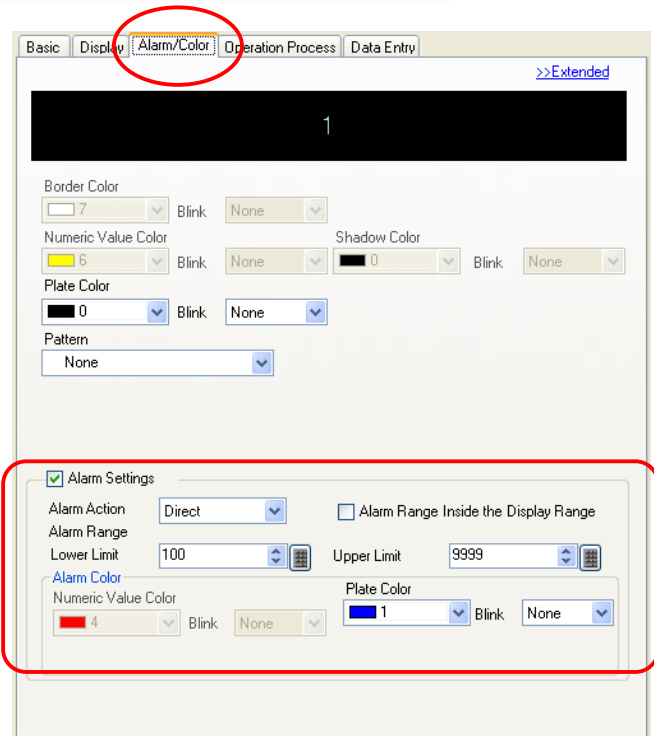 Basic Display Alarm/Color Operation Process Data Entry
>>Extended
1
Border Color
7 Blink None
Numeric Value Color Shadow Color
6 Blink None 0 Blink None
Plate Color
0 Blink None
Pattern
None
Alarm Settings
Alarm Action Direct Alarm Range Inside the Display Range
Alarm Range
Lower Limit 100 Upper Limit 9999
Alarm Color
Numeric Value Color Plate Color
4 Blink None 1 Blink None